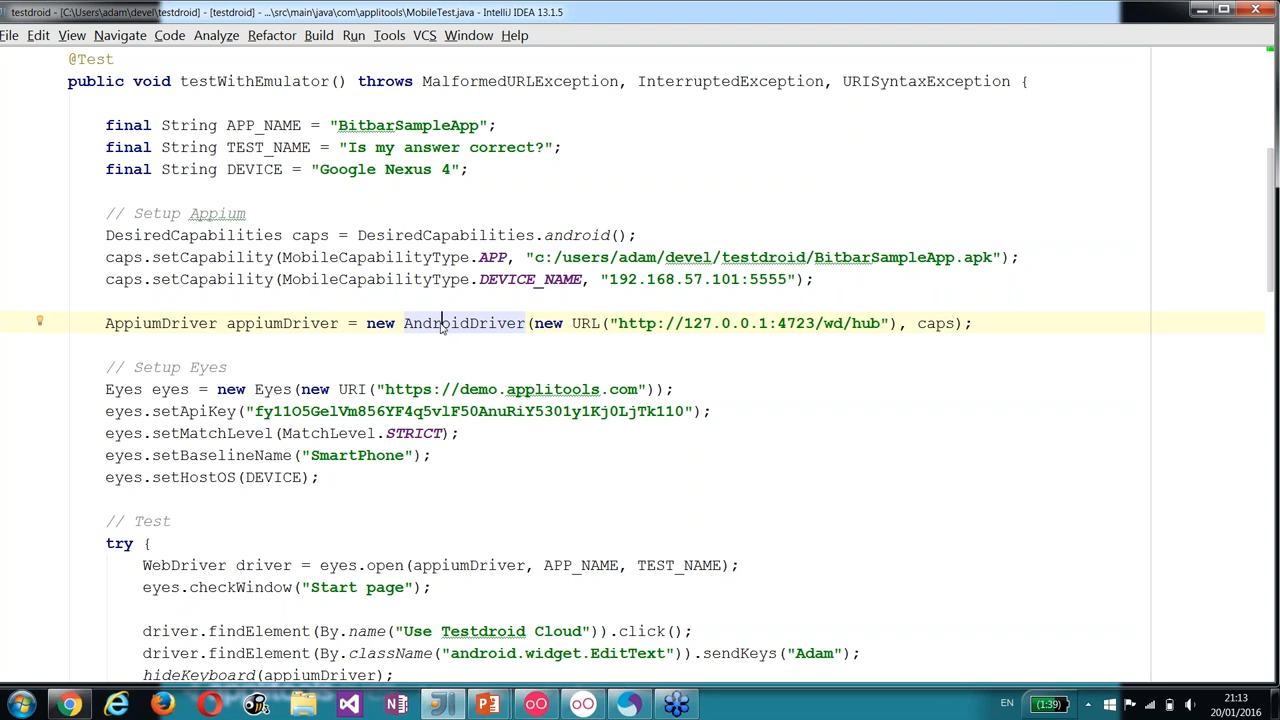 testdroid - [C:\Users\adam\devel\testdroid] - [testdroid] - ...\src\main\java\com\applitools\MobileTest.java - IntelliJ IDEA 13.1.5
File Edit View Navigate Code Analyze Refactor Build Run Tools VCS Window Help
@Test
public void testWithEmulator() throws MalformedURLException, InterruptedException, URISyntaxException {
final String APP_NAME = "BitbarSampleApp";
final String TEST_NAME = "Is my answer correct?";
final String DEVICE = "Google Nexus 4";
// Setup Appium
DesiredCapabilities caps = DesiredCapabilities.android();
caps.setCapability(MobileCapabilityType.APP, "c:/users/adam/devel/testdroid/BitbarSampleApp.apk");
caps.setCapability(MobileCapabilityType.DEVICE_NAME, "192.168.57.101:5555");
AppiumDriver appiumDriver = new AndroidDriver(new URL("http://127.0.0.1:4723/wd/hub"), caps);
// Setup Eyes
Eyes eyes = new Eyes(new URI("https://demo.applitools.com"));
eyes.setApiKey("fy11O5GelVm856YF4q5vlF50AnuRiY5301y1Kj0LjTk110");
eyes.setMatchLevel(MatchLevel.STRICT);
eyes.setBaselineName("SmartPhone");
eyes.setHostOS(DEVICE);
// Test
try {
WebDriver driver = eyes.open(appiumDriver, APP_NAME, TEST_NAME);
eyes.checkWindow("Start page");
driver.findElement(By.name("Use Testdroid Cloud")).click();
driver.findElement(By.className("android.widget.EditText")).sendKeys("Adam");
hideKeyboard(appiumDriver);
EN (1:39) 21:13
20/01/2016